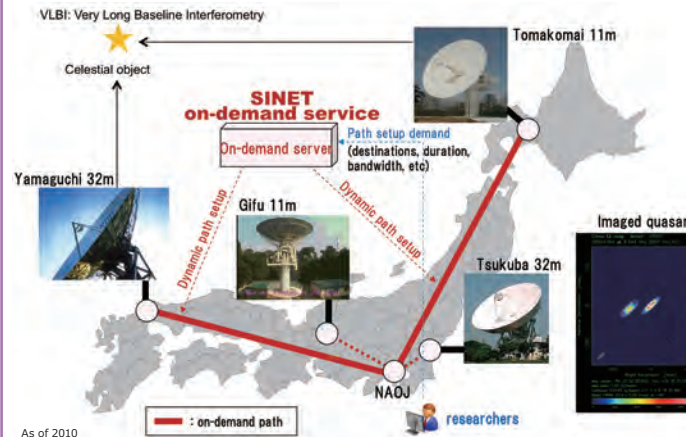 VLBI: Very Long Baseline Interferometry
Tomakomai 11m
Celestial object
SINET
on-demand service
On-demand server
Path setup demand
(destinations, duration,
bandwidth, etc)
Yamaguchi 32m
Gifu 11m
Dynamic path setup
Dynamic path setup
Imaged quasar
Tsukuba 32m
NAOJ
: on-demand path
researchers
As of 2010